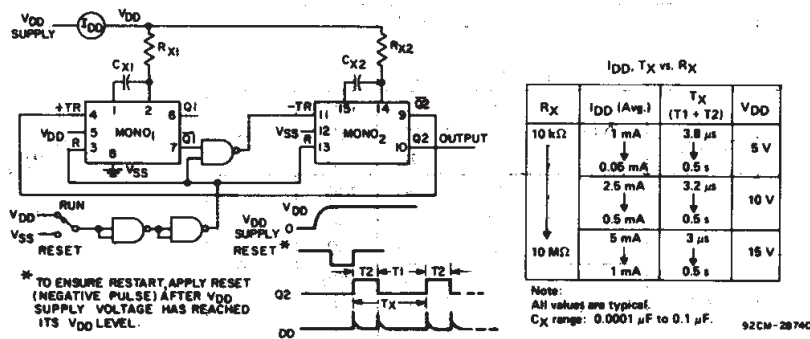 VDD SUPPLY
IDD
VDD
RX1
RX2
CX1
CX2
+TR
-TR
Q2
1 2
15 14
4 6 Q1
11 9
VDD 5 MONO1
VSS 12 MONO2
R 3 8 7 Q1
R 13 10 Q2 OUTPUT
VSS
RUN
VDD
VSS
RESET
VDD SUPPLY
VDD
0
RESET *
T2 T1 T2
Q2
TX
DD
* TO ENSURE RESTART, APPLY RESET
(NEGATIVE PULSE) AFTER VDD
SUPPLY VOLTAGE HAS REACHED
ITS VDD LEVEL.
IDD, TX vs. RX
RX IDD (Avg.) TX (T1 + T2) VDD
10 kΩ 1 mA 3.8 μs 5 V
0.05 mA 0.5 s
2.5 mA 3.2 μs 10 V
0.5 mA 0.5 s
5 mA 3 μs 15 V
10 MΩ 1 mA 0.5 s
Note:
All values are typical.
CX range: 0.0001 μF to 0.1 μF.